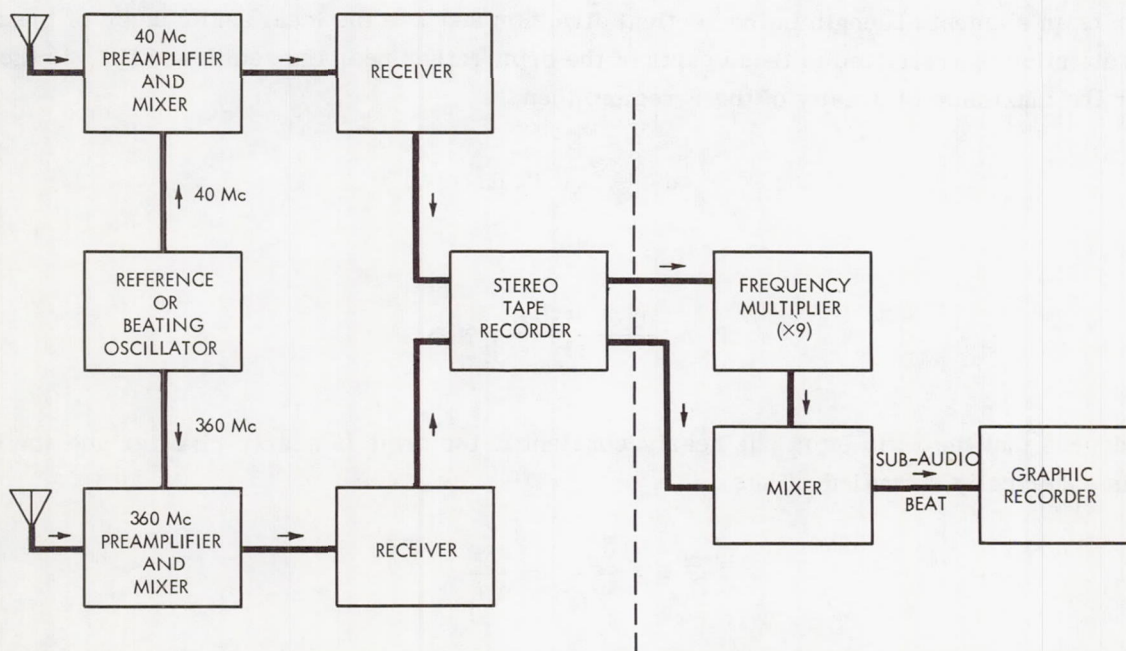 40 Mc
PREAMPLIFIER
AND
MIXER
RECEIVER
40 Mc
REFERENCE
OR
BEATING
OSCILLATOR
STEREO
TAPE
RECORDER
FREQUENCY
MULTIPLIER
(×9)
360 Mc
360 Mc
PREAMPLIFIER
AND
MIXER
RECEIVER
MIXER
SUB-AUDIO
BEAT
GRAPHIC
RECORDER